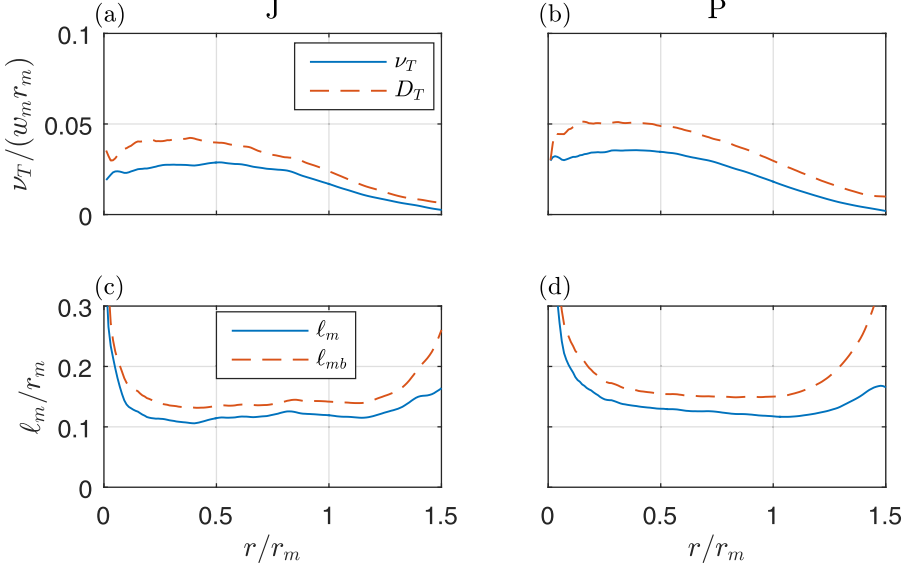 J P
(a) (b)
0.1
0.05
0
ν_T/(w_m r_m)
ν_T
D_T
(c) (d)
0.3
0.2
0.1
0
ℓ_m/r_m
ℓ_m
ℓ_mb
0 0.5 1 1.5 0 0.5 1 1.5
r/r_m r/r_m